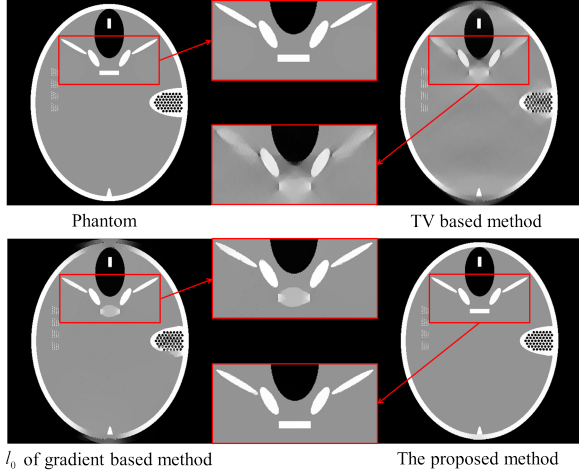 Phantom
TV based method
l₀ of gradient based method
The proposed method